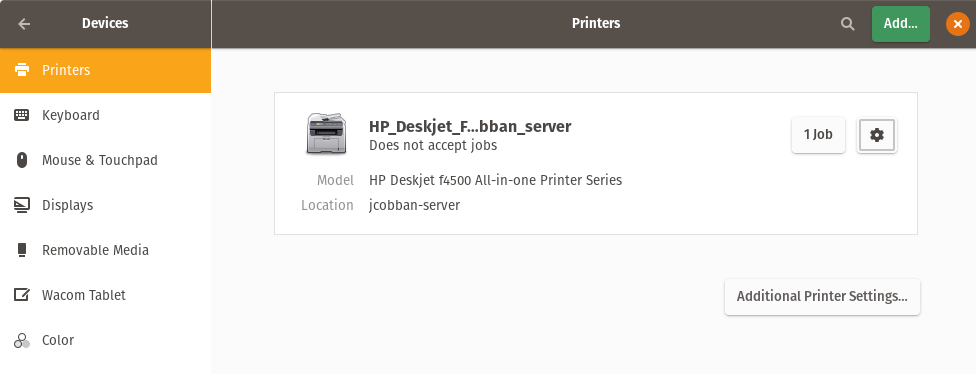 Devices
Printers
Add...
Printers
Keyboard
Mouse & Touchpad
Displays
Removable Media
Wacom Tablet
Color
HP_Deskjet_F...bban_server
Does not accept jobs
1 Job
Model HP Deskjet f4500 All-in-one Printer Series
Location jcobban-server
Additional Printer Settings...